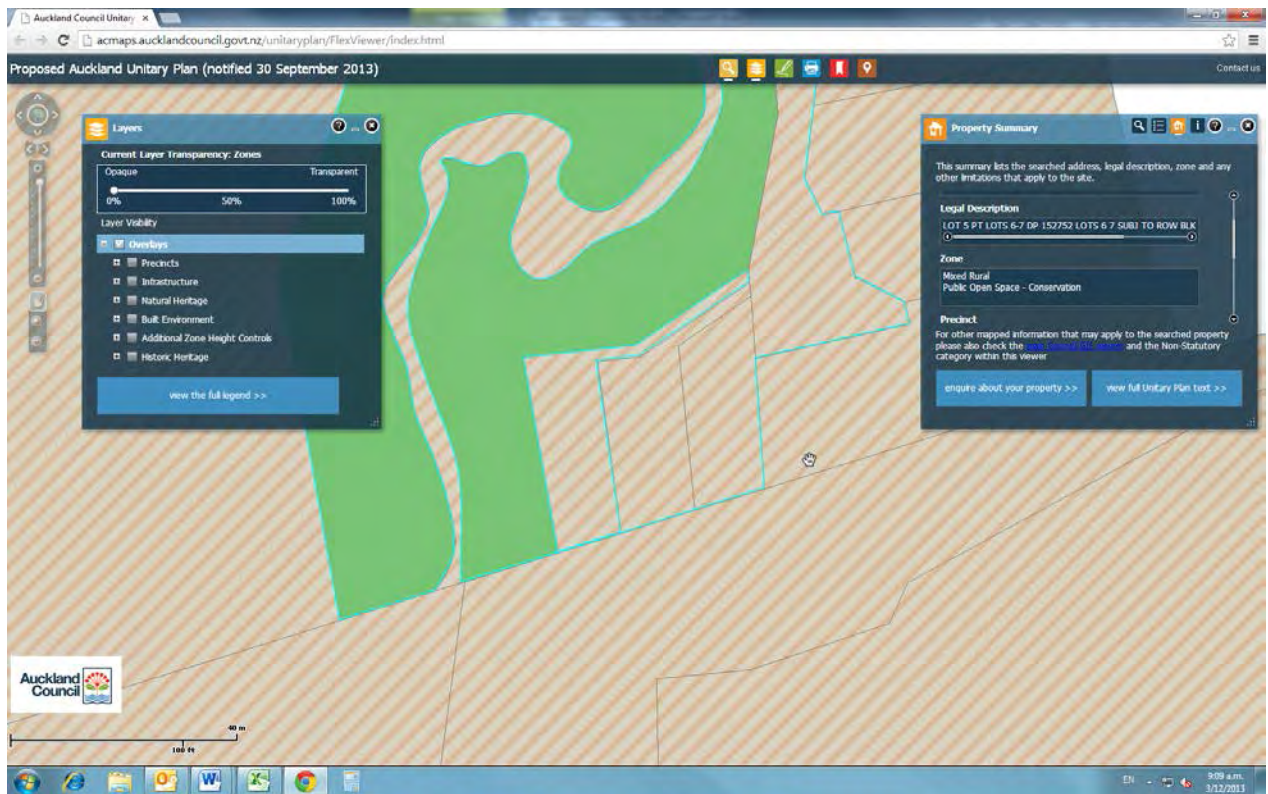 Auckland Council Unitary
acmaps.aucklandcouncil.govt.nz/unitaryplan/FlexViewer/index.html
Proposed Auckland Unitary Plan (notified 30 September 2013)
Contact us
Layers
Current Layer Transparency: Zones
Opaque Transparent
0% 50% 100%
Layer Visibility
Overlays
Precincts
Infrastructure
Natural Heritage
Built Environment
Additional Zone Height Controls
Historic Heritage
view the full legend >>
Property Summary
This summary lists the searched address, legal description, zone and any
other limitations that apply to the site.
Legal Description
LOT 5 PT LOTS 6-7 DP 152752 LOTS 6 7 SUBJ TO ROW BLK
Zone
Mixed Rural
Public Open Space - Conservation
Precinct
For other mapped information that may apply to the searched property
please also check the and the Non-Statutory
category within this viewer
enquire about your property >> view full Unitary Plan text >>
Auckland
Council
40 m
100 ft
EN
9:09 a.m.
3/12/2013